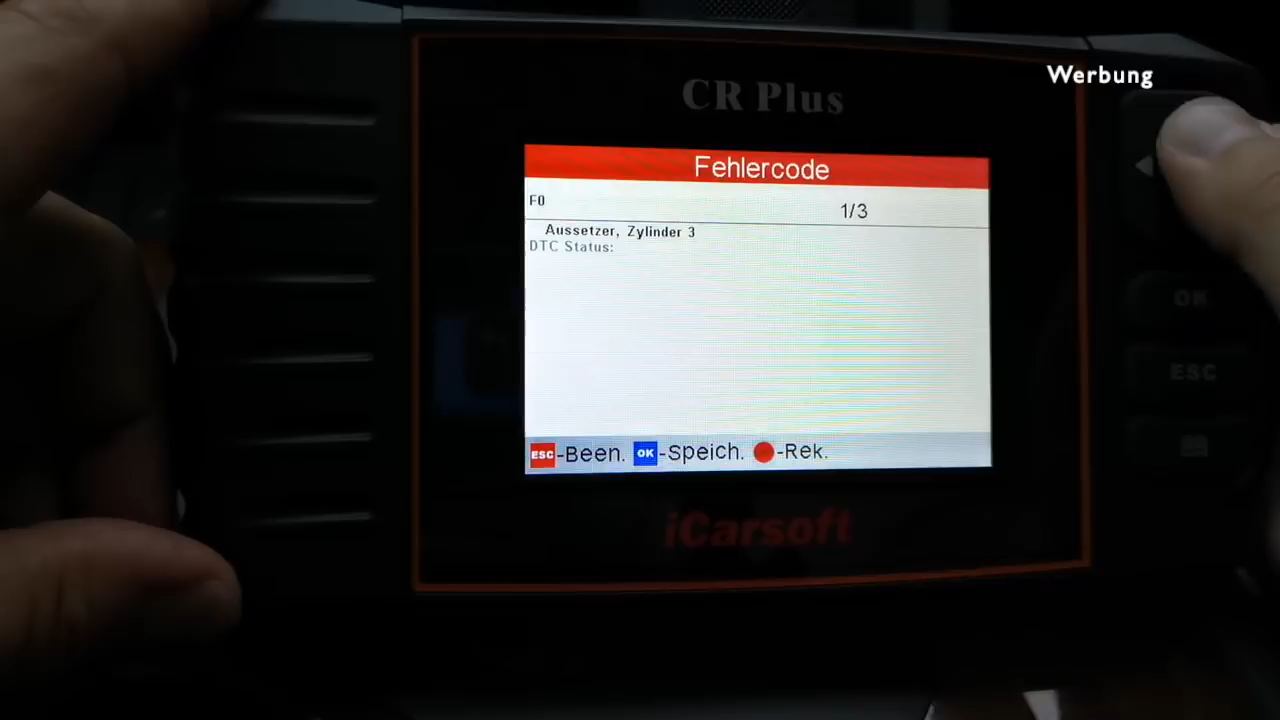 Werbung
CR Plus
Fehlercode
F0 1/3
Aussetzer, Zylinder 3
DTC Status:
OK
ESC
ESC-Been. OK-Speich. -Rek.
iCarsoft